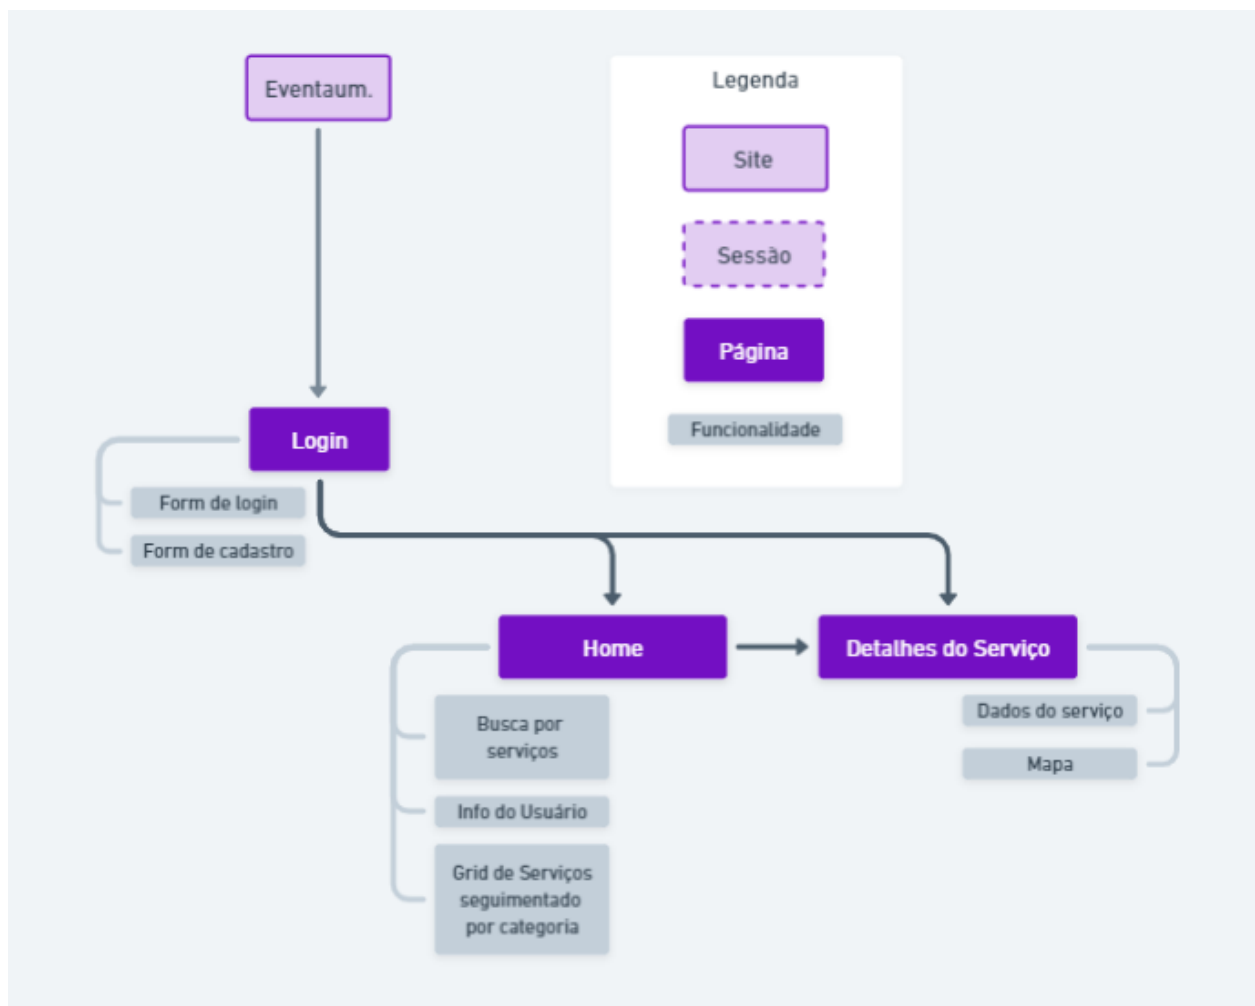 Eventaum.
Legenda
Site
Sessão
Página
Funcionalidade
Login
Form de login
Form de cadastro
Home
Detalhes do Serviço
Busca por
serviços
Info do Usuário
Grid de Serviços
seguimentado
por categoria
Dados do serviço
Mapa